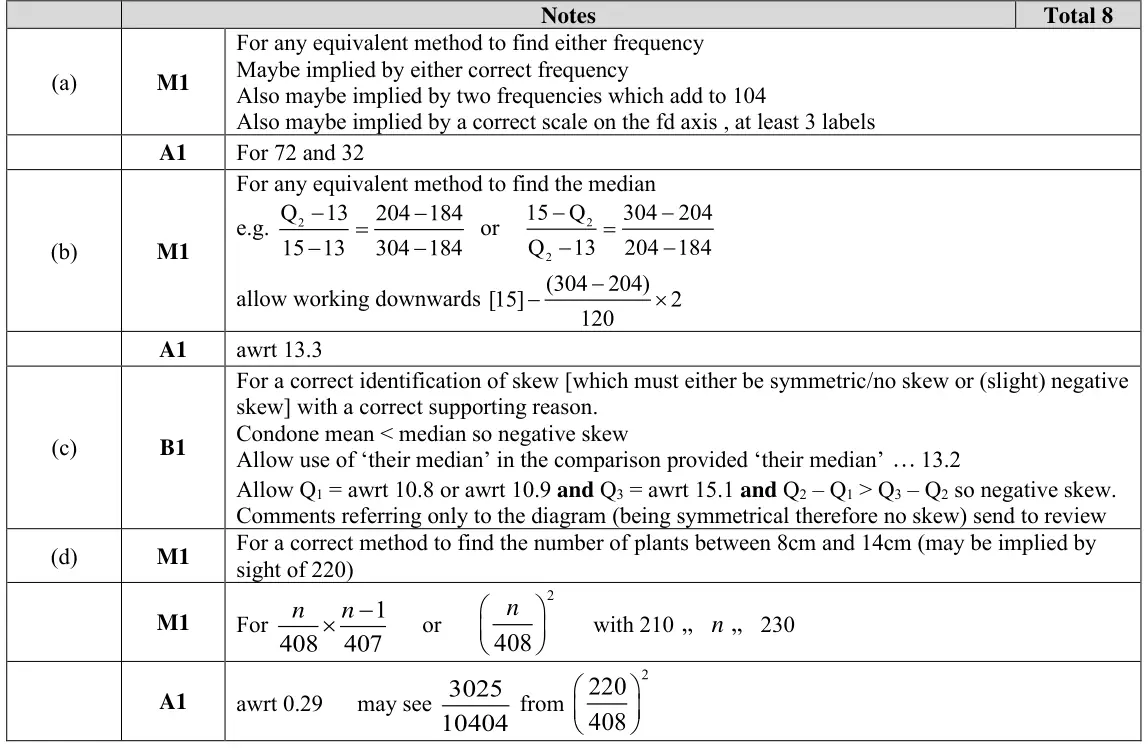 Notes Total 8
(a) M1 For any equivalent method to find either frequency
Maybe implied by either correct frequency
Also maybe implied by two frequencies which add to 104
Also maybe implied by a correct scale on the fd axis , at least 3 labels
A1 For 72 and 32
(b) M1 For any equivalent method to find the median
e.g. (Q₂ − 13)/(15 − 13) = (204 − 184)/(304 − 184) or (15 − Q₂)/(Q₂ − 13) = (304 − 204)/(204 − 184)
allow working downwards [15] − (304 − 204)/120 × 2
A1 awrt 13.3
(c) B1 For a correct identification of skew [which must either be symmetric/no skew or (slight) negative
skew] with a correct supporting reason.
Condone mean < median so negative skew
Allow use of ‘their median’ in the comparison provided ‘their median’ … 13.2
Allow Q₁ = awrt 10.8 or awrt 10.9 and Q₃ = awrt 15.1 and Q₂ – Q₁ > Q₃ – Q₂ so negative skew.
Comments referring only to the diagram (being symmetrical therefore no skew) send to review
(d) M1 For a correct method to find the number of plants between 8cm and 14cm (may be implied by
sight of 220)
M1 For n/408 × (n − 1)/407 or (n/408)² with 210 „ n „ 230
A1 awrt 0.29 may see 3025/10404 from (220/408)²